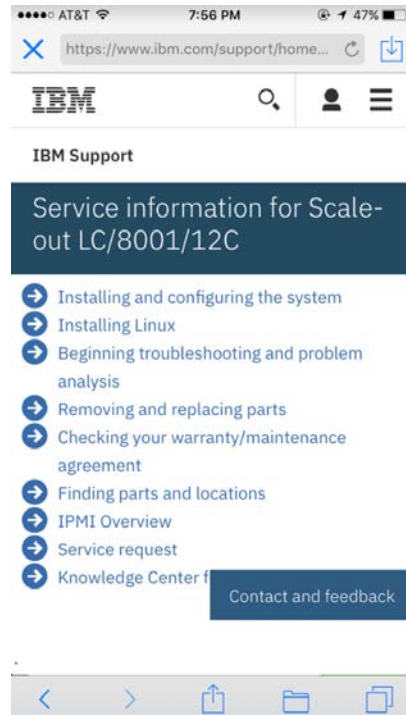 AT&T 7:56 PM 47%
https://www.ibm.com/support/home...
IBM
IBM Support
Service information for Scale-
out LC/8001/12C
Installing and configuring the system
Installing Linux
Beginning troubleshooting and problem
analysis
Removing and replacing parts
Checking your warranty/maintenance
agreement
Finding parts and locations
IPMI Overview
Service request
Knowledge Center f
Contact and feedback